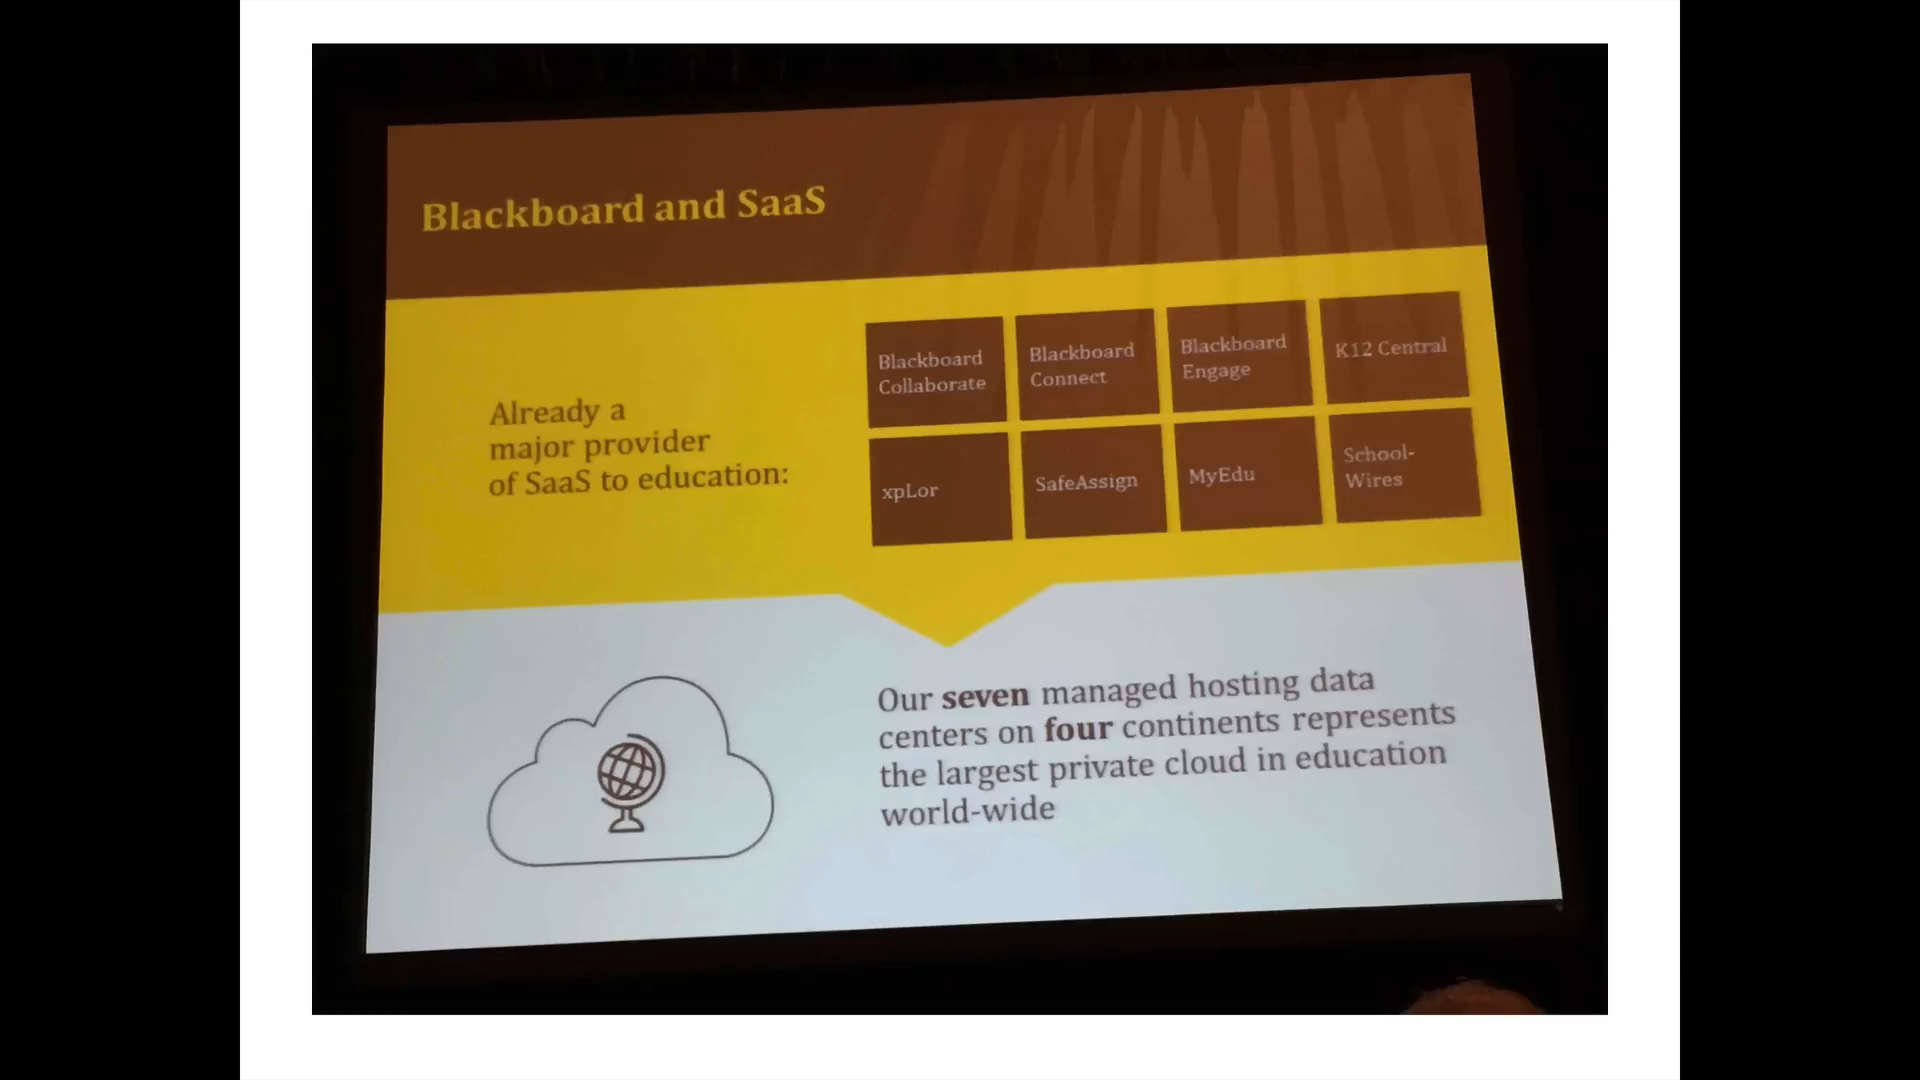 Blackboard and SaaS
Already a
major provider
of SaaS to education:
Blackboard
Collaborate
Blackboard
Connect
Blackboard
Engage
K12 Central
xpLor
SafeAssign
MyEdu
School-
Wires
Our seven managed hosting data
centers on four continents represents
the largest private cloud in education
world-wide